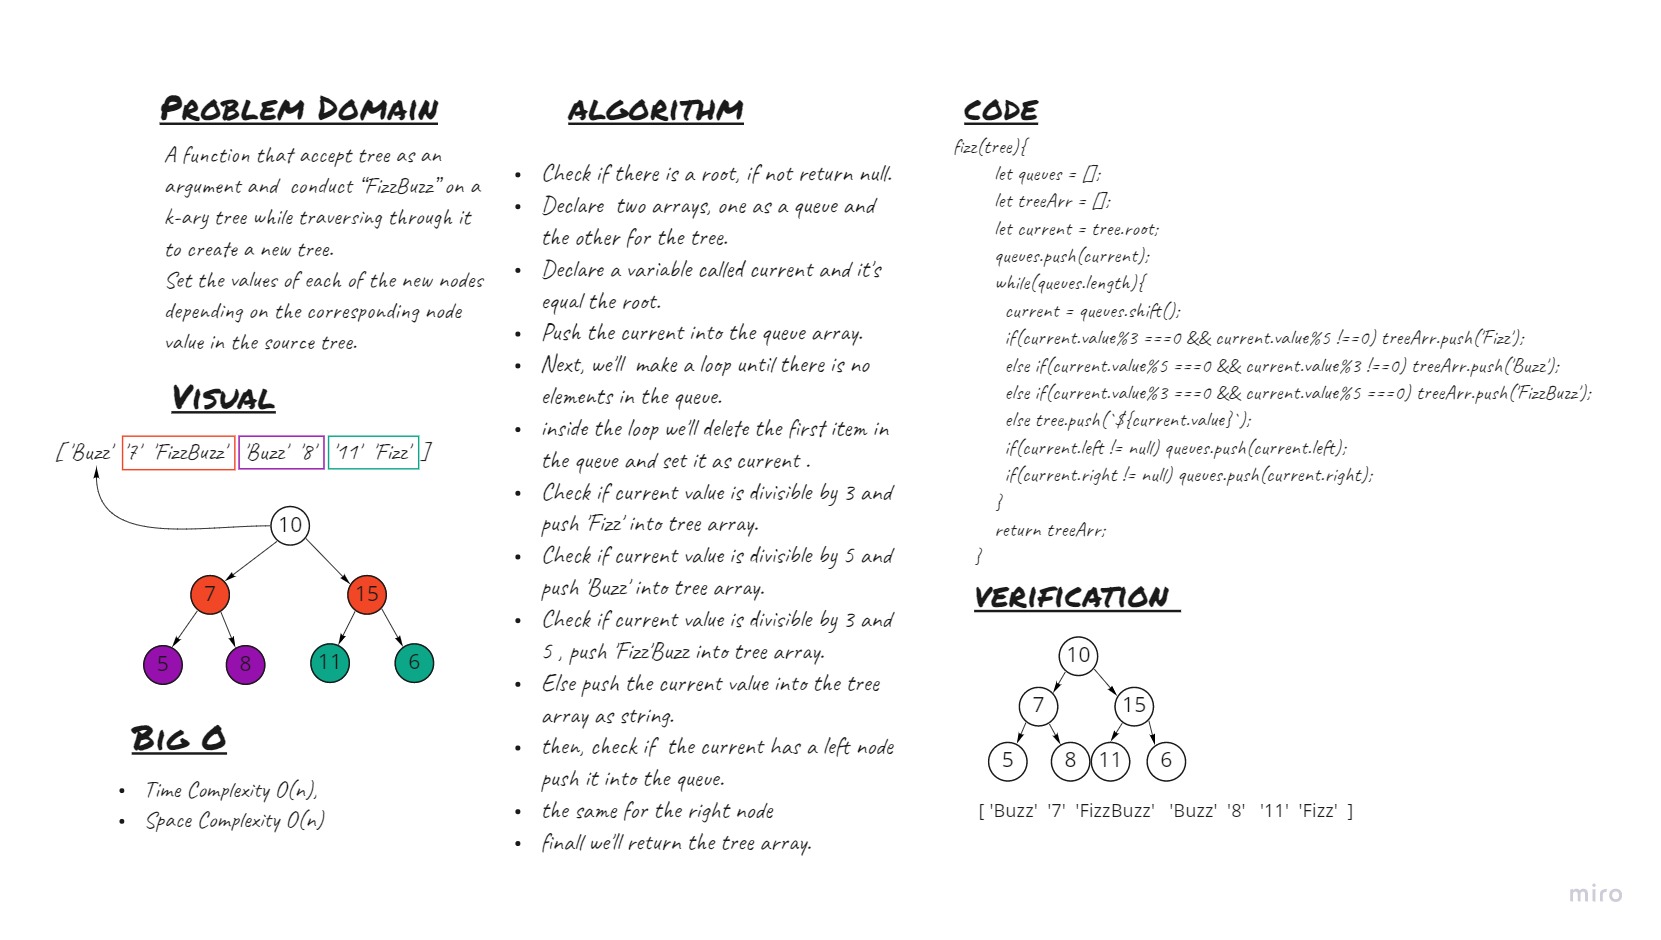 Problem Domain
A function that accept tree as an
argument and conduct “FizzBuzz” on a
k-ary tree while traversing through it
to create a new tree.
Set the values of each of the new nodes
depending on the corresponding node
value in the source tree.
Visual
['Buzz' '7' 'FizzBuzz' 'Buzz' '8' '11' 'Fizz' ]
10
7 15
5 8 11 6
Big O
• Time Complexity O(n),
• Space Complexity O(n)
algorithm
• Check if there is a root, if not return null.
• Declare two arrays, one as a queue and
the other for the tree.
• Declare a variable called current and it's
equal the root.
• Push the current into the queue array.
• Next, we'll make a loop until there is no
elements in the queue.
• inside the loop we'll delete the first item in
the queue and set it as current .
• Check if current value is divisible by 3 and
push 'Fizz' into tree array.
• Check if current value is divisible by 5 and
push 'Buzz' into tree array.
• Check if current value is divisible by 3 and
5 , push 'Fizz'Buzz into tree array.
• Else push the current value into the tree
array as string.
• then, check if the current has a left node
push it into the queue.
• the same for the right node
• finall we'll return the tree array.
code
fizz(tree){
let queues = [];
let treeArr = [];
let current = tree.root;
queues.push(current);
while(queues.length){
current = queues.shift();
if(current.value%3 ===0 && current.value%5 !==0) treeArr.push('Fizz');
else if(current.value%5 ===0 && current.value%3 !==0) treeArr.push('Buzz');
else if(current.value%3 ===0 && current.value%5 ===0) treeArr.push('FizzBuzz');
else tree.push(`${current.value}`);
if(current.left != null) queues.push(current.left);
if(current.right != null) queues.push(current.right);
}
return treeArr;
}
verification
10
7 15
5 8 11 6
[ 'Buzz' '7' 'FizzBuzz' 'Buzz' '8' '11' 'Fizz' ]
miro